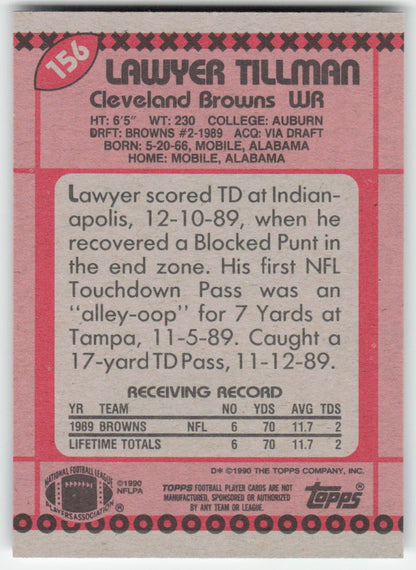 156
LAWYER TILLMAN
Cleveland Browns WR
HT: 6'5" WT: 230 COLLEGE: AUBURN
DRFT: BROWNS #2-1989 ACQ: VIA DRAFT
BORN: 5-20-66, MOBILE, ALABAMA
HOME: MOBILE, ALABAMA
Lawyer scored TD at Indian-
apolis, 12-10-89, when he
recovered a Blocked Punt in
the end zone. His first NFL
Touchdown Pass was an
"alley-oop" for 7 Yards at
Tampa, 11-5-89. Caught a
17-yard TD Pass, 11-12-89.
RECEIVING RECORD
YR TEAM NO YDS AVG TDS
1989 BROWNS NFL 6 70 11.7 2
LIFETIME TOTALS 6 70 11.7 2
D* ©1990 THE TOPPS COMPANY, INC.
NATIONAL FOOTBALL LEAGUE
PLAYERS ASSOCIATION
©1990
NFLPA
TOPPS FOOTBALL PLAYER CARDS ARE NOT
MANUFACTURED, SPONSORED OR AUTHORIZED
BY ANY TEAM OR LEAGUE.
Topps